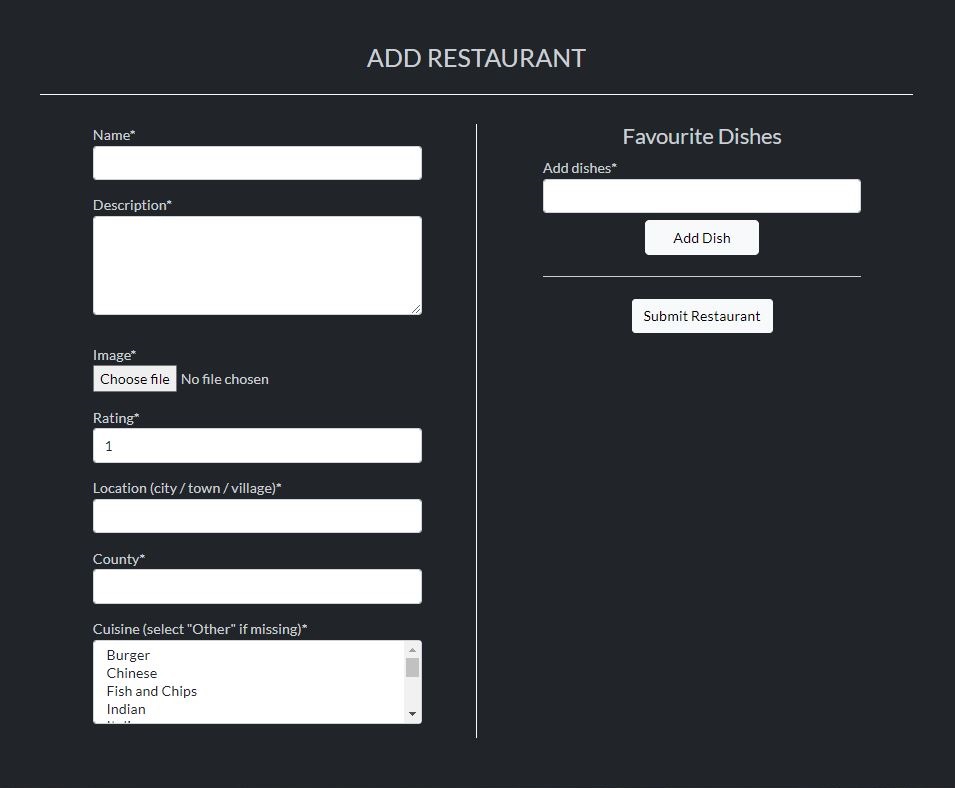 ADD RESTAURANT
Name*
Description*
Image*
Choose file No file chosen
Rating*
1
Location (city / town / village)*
County*
Cuisine (select "Other" if missing)*
Burger
Chinese
Fish and Chips
Indian
Favourite Dishes
Add dishes*
Add Dish
Submit Restaurant